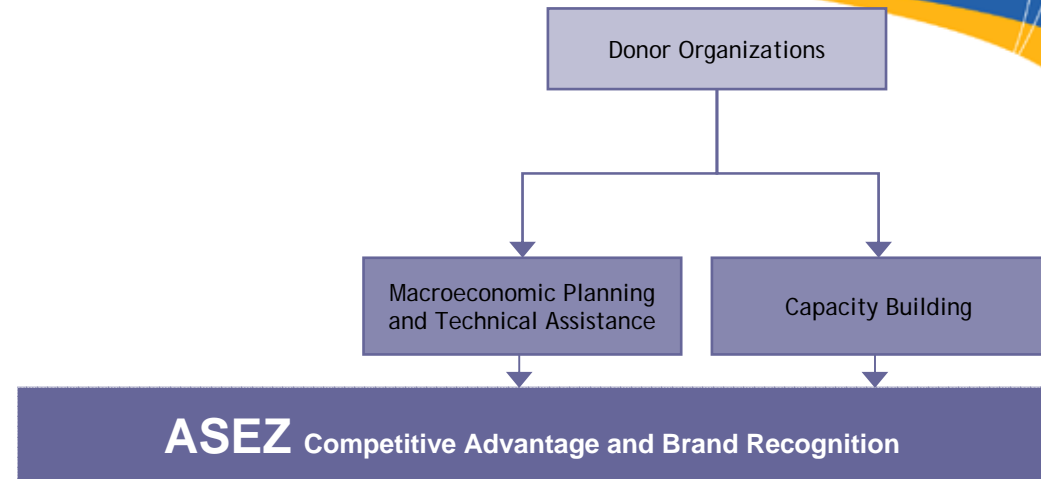 Donor Organizations
Macroeconomic Planning
and Technical Assistance
Capacity Building
ASEZ Competitive Advantage and Brand Recognition